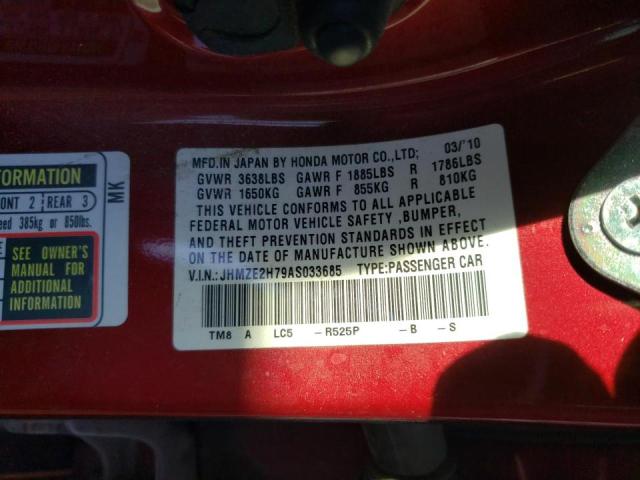 FORMATION
ONT 2 REAR 3
eed 385kg or 850lbs.
SEE OWNER'S
MANUAL FOR
ADDITIONAL
INFORMATION
MK
MFD.IN JAPAN BY HONDA MOTOR CO.,LTD; 03/'10
GVWR 3638LBS GAWR F 1885LBS R 1786LBS
GVWR 1650KG GAWR F 855KG R 810KG
THIS VEHICLE CONFORMS TO ALL APPLICABLE
FEDERAL MOTOR VEHICLE SAFETY ,BUMPER,
AND THEFT PREVENTION STANDARDS IN EFFECT
ON THE DATE OF MANUFACTURE SHOWN ABOVE.
V.I.N.: JHMZE2H79AS033685 TYPE:PASSENGER CAR
TM8 A LC5 -R525P -B -S